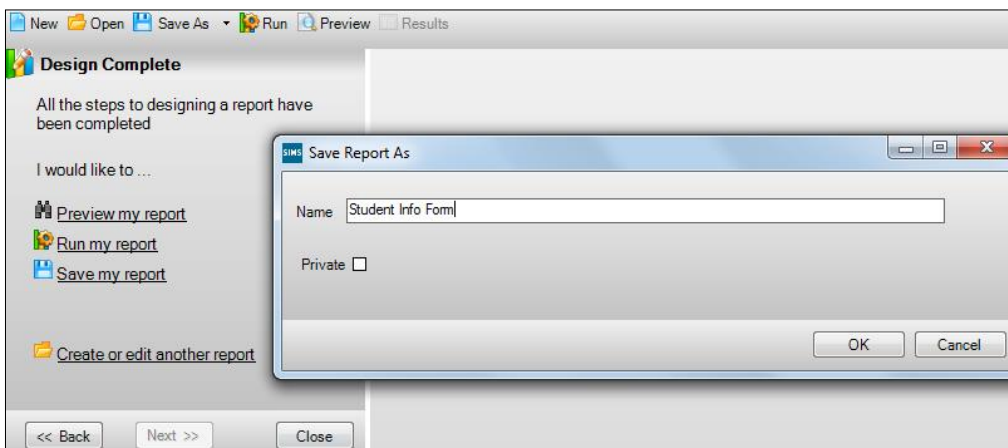 New Open Save As Run Preview Results
Design Complete
All the steps to designing a report have
been completed
I would like to ...
Preview my report
Run my report
Save my report
Create or edit another report
<< Back Next >> Close
SIMS Save Report As
Name Student Info Form
Private
OK Cancel